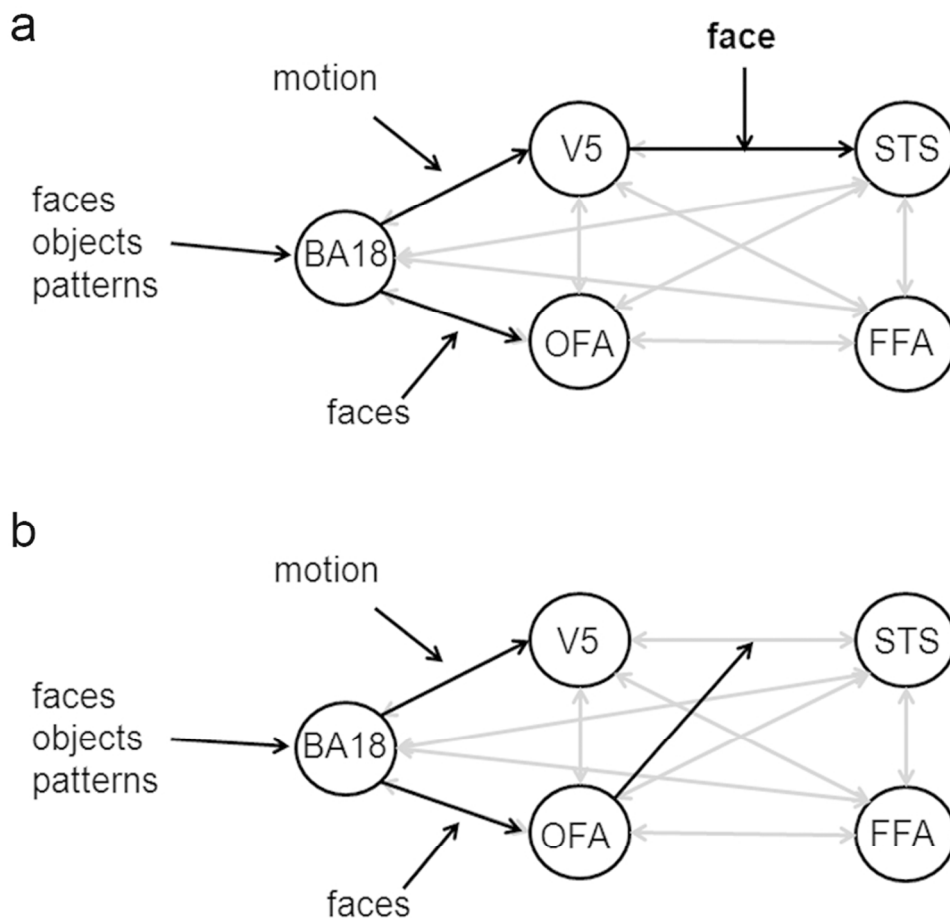 a
face
motion
V5
STS
faces
objects
patterns
BA18
OFA
FFA
faces
b
motion
V5
STS
faces
objects
patterns
BA18
OFA
FFA
faces